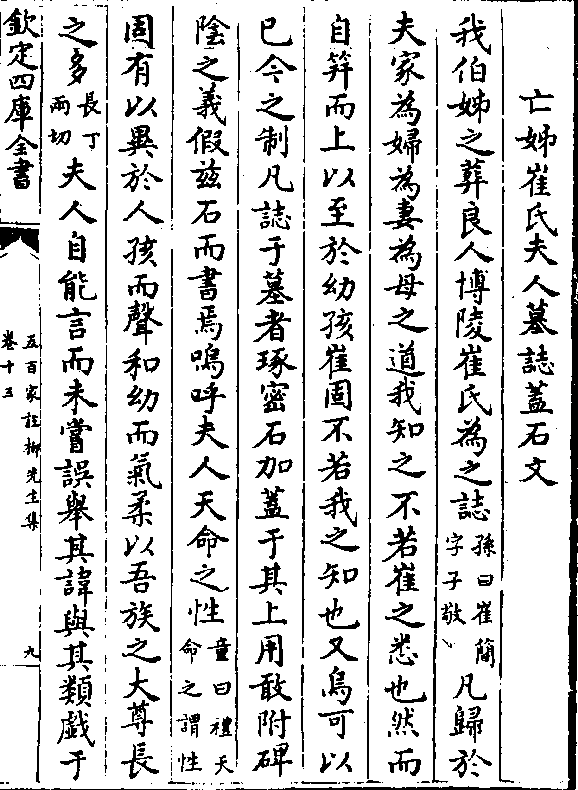 亡姊崔氏夫人墓誌蓋石文
我伯姊之葬良人博陵崔氏為之誌孫曰崔簡字子敬凡歸於
夫家為婦為妻為母之道我知之不若崔之悉也然而
自笄而上以至於幼孩崔固不若我之知也又烏可以
已今之制凡誌于墓者琢密石加蓋于其上用敢附碑
陰之義假兹石而書焉嗚呼夫人天命之性童曰禮天命之謂性
固有以異於人孩而聲和幼而氣柔以吾族之大尊長
之多長丁兩切夫人自能言而未嘗誤舉其諱與其類戲于
欽定四庫全書
五百家註柳先生集
卷十三
九